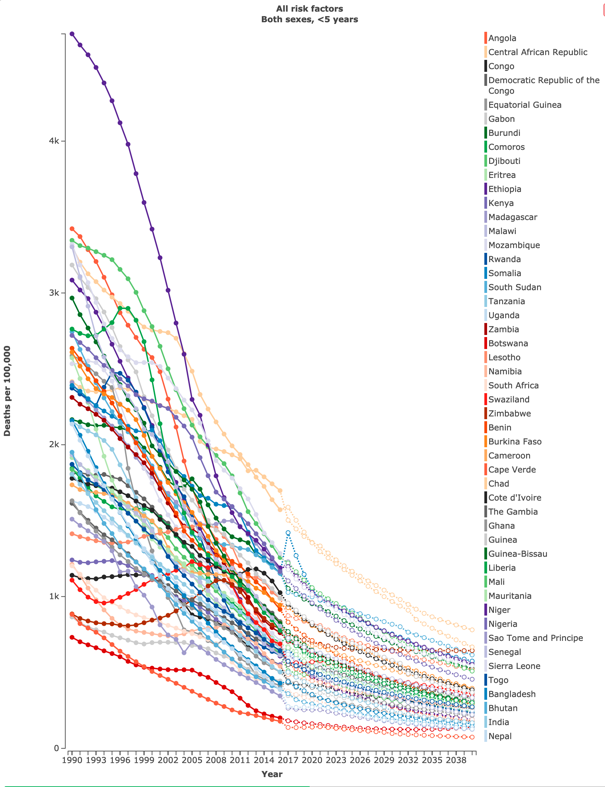 All risk factors
Both sexes, <5 years
Deaths per 100,000
4k
3k
2k
1k
0
1990 1993 1996 1999 2002 2005 2008 2011 2014 2017 2020 2023 2026 2029 2032 2035 2038
Year
Angola
Central African Republic
Congo
Democratic Republic of the
Congo
Equatorial Guinea
Gabon
Burundi
Comoros
Djibouti
Eritrea
Ethiopia
Kenya
Madagascar
Malawi
Mozambique
Rwanda
Somalia
South Sudan
Tanzania
Uganda
Zambia
Botswana
Lesotho
Namibia
South Africa
Swaziland
Zimbabwe
Benin
Burkina Faso
Cameroon
Cape Verde
Chad
Cote d'Ivoire
The Gambia
Ghana
Guinea
Guinea-Bissau
Liberia
Mali
Mauritania
Niger
Nigeria
Sao Tome and Principe
Senegal
Sierra Leone
Togo
Bangladesh
Bhutan
India
Nepal